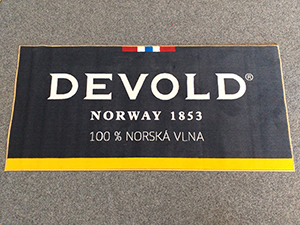 DEVOLD®
NORWAY 1853
100 % NORSKÁ VLNA